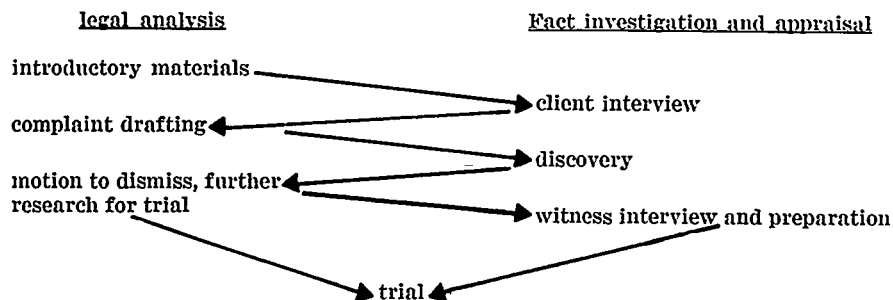 legal analysis
Fact investigation and appraisal
introductory materials
client interview
complaint drafting
discovery
motion to dismiss, further
research for trial
witness interview and preparation
trial